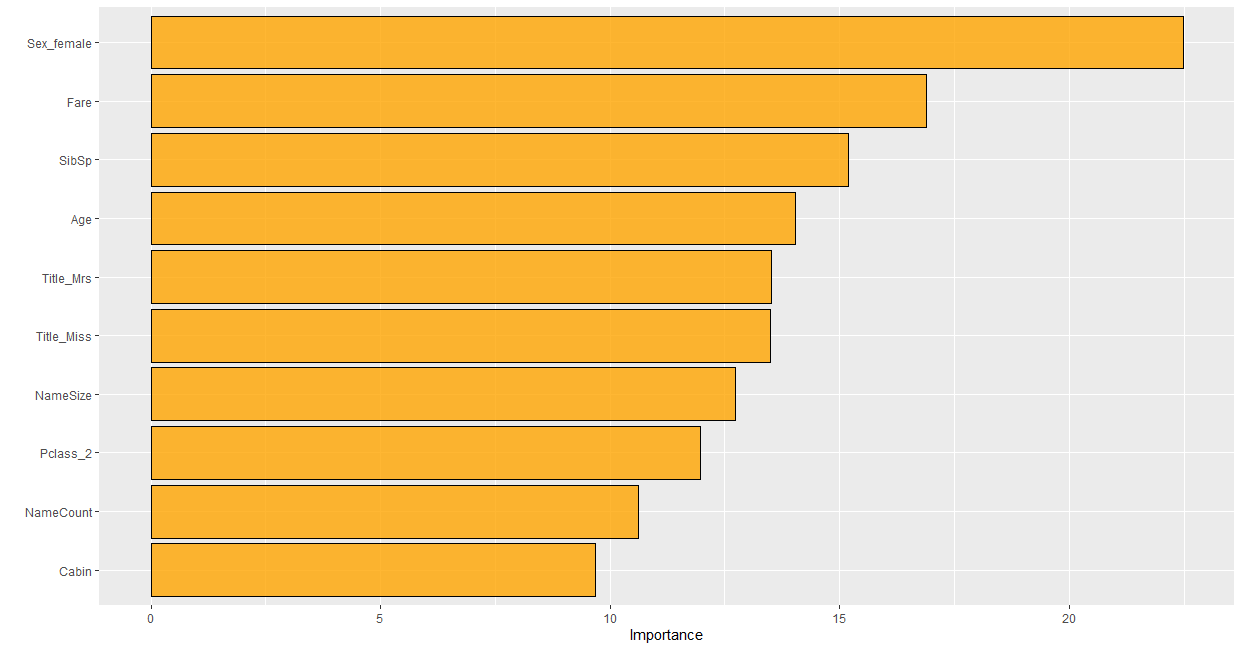 Sex_female
Fare
SibSp
Age
Title_Mrs
Title_Miss
NameSize
Pclass_2
NameCount
Cabin
0 5 10 15 20
Importance